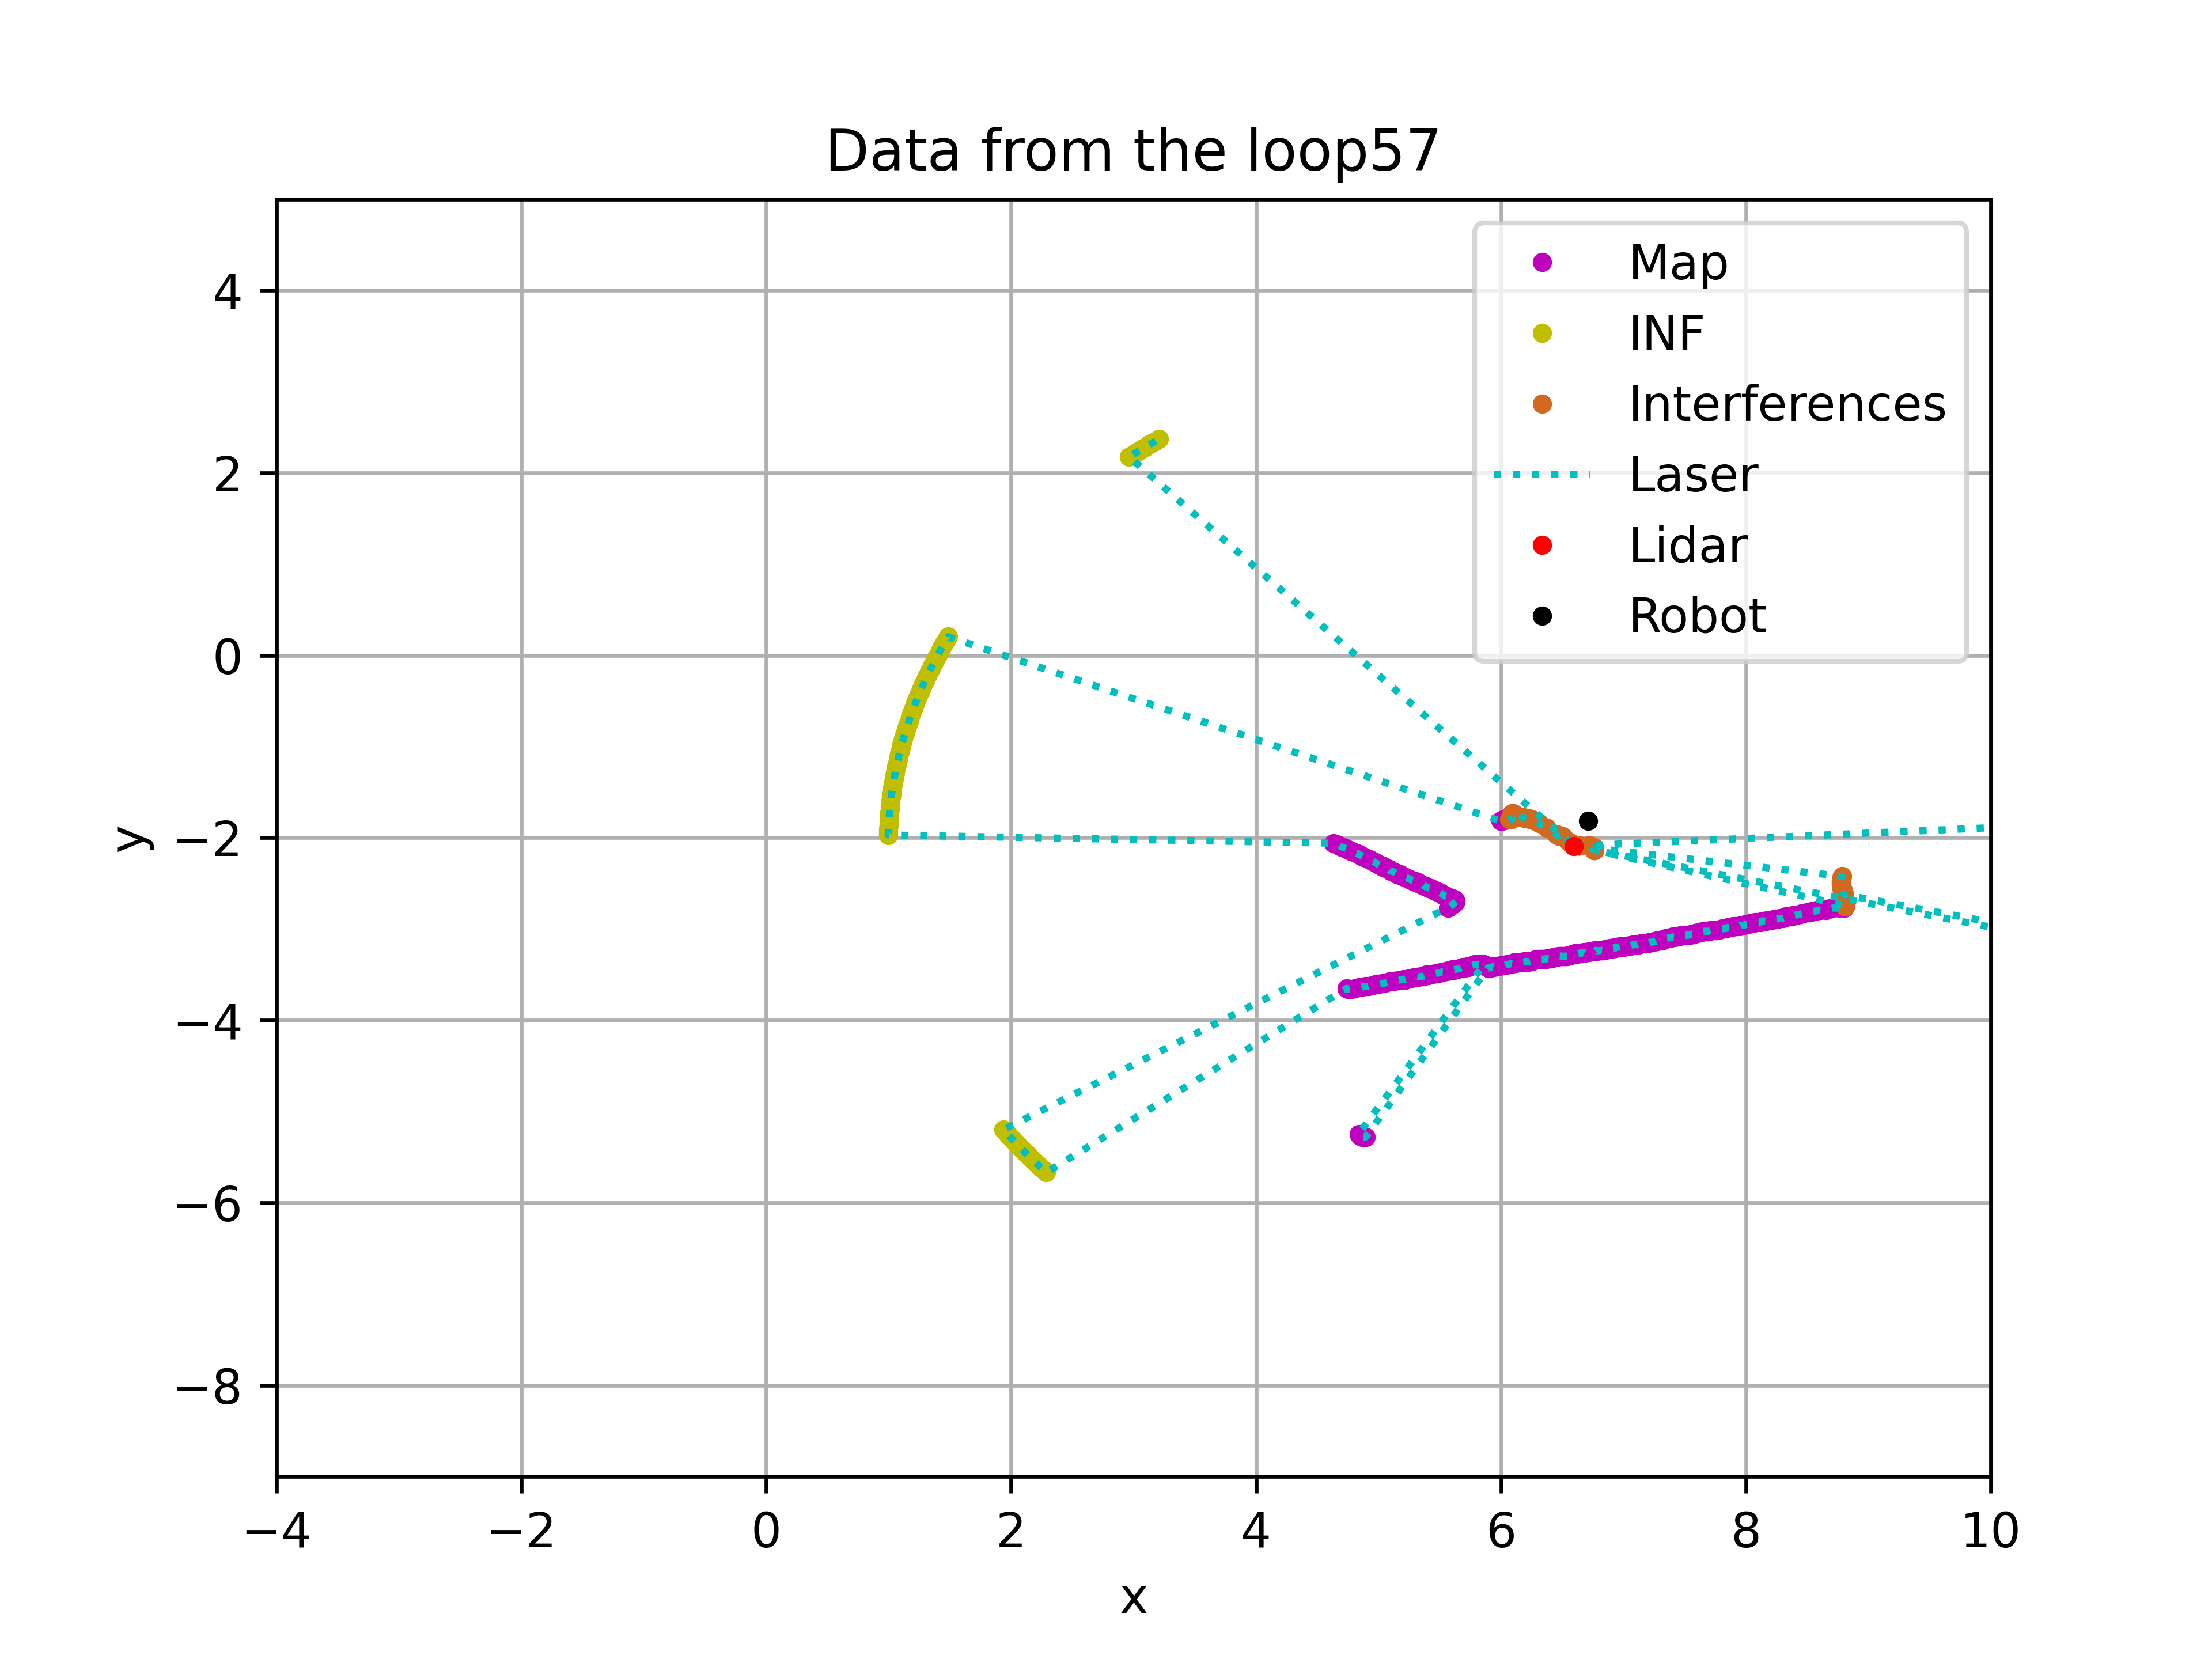 Data from the loop57
Map
INF
Interferences
Laser
Lidar
Robot
4
2
0
−2
−4
−6
−8
y
−4 −2 0 2 4 6 8 10
x